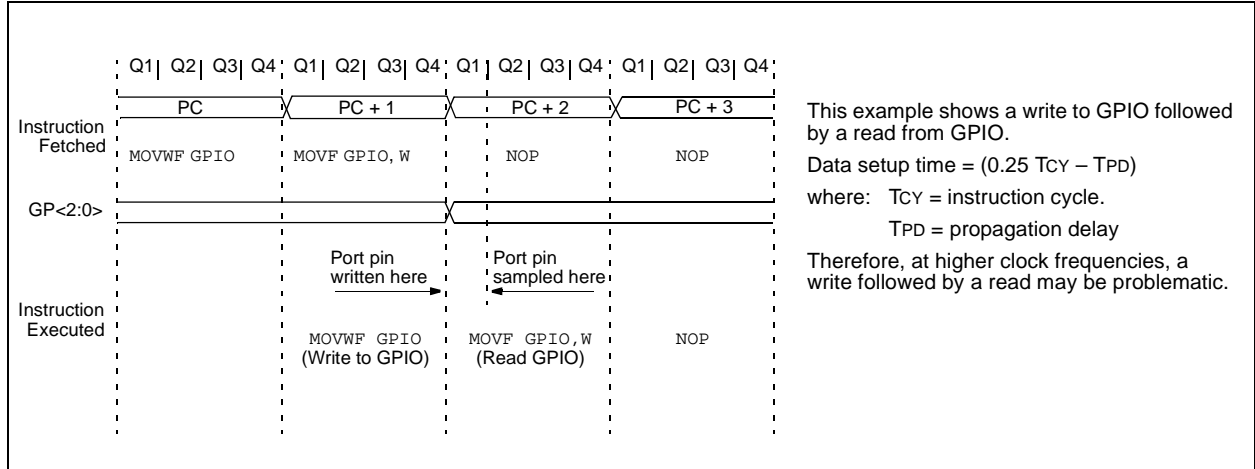 Q1| Q2| Q3| Q4 Q1| Q2| Q3| Q4 Q1| Q2| Q3| Q4 Q1| Q2| Q3| Q4
PC PC + 1 PC + 2 PC + 3
Instruction
Fetched
MOVWF GPIO MOVF GPIO, W NOP NOP
GP<2:0>
Port pin
written here
Port pin
sampled here
Instruction
Executed
MOVWF GPIO
(Write to GPIO)
MOVF GPIO,W
(Read GPIO)
NOP
This example shows a write to GPIO followed
by a read from GPIO.
Data setup time = (0.25 TCY – TPD)
where: TCY = instruction cycle.
TPD = propagation delay
Therefore, at higher clock frequencies, a
write followed by a read may be problematic.